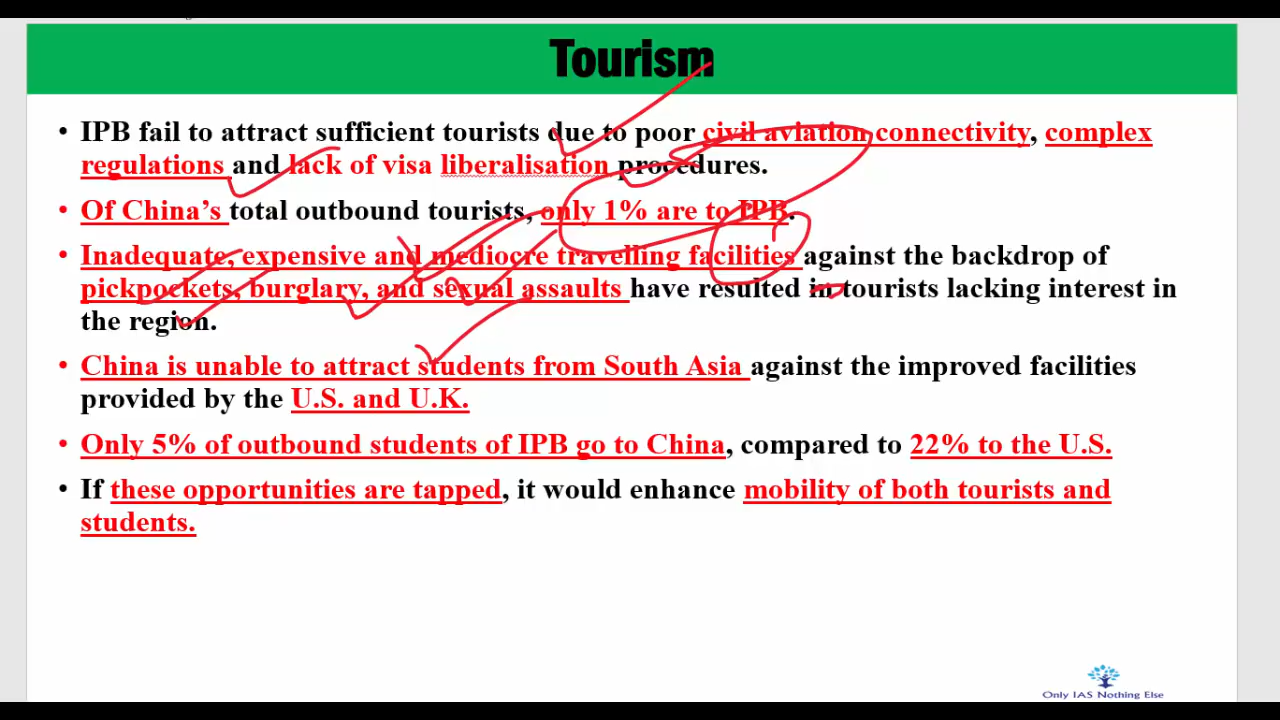 Tourism
• IPB fail to attract sufficient tourists due to poor civil aviation connectivity, complex
regulations and lack of visa liberalisation procedures.
• Of China's total outbound tourists, only 1% are to IPB.
• Inadequate, expensive and mediocre travelling facilities against the backdrop of
pickpockets, burglary, and sexual assaults have resulted in tourists lacking interest in
the region.
• China is unable to attract students from South Asia against the improved facilities
provided by the U.S. and U.K.
• Only 5% of outbound students of IPB go to China, compared to 22% to the U.S.
• If these opportunities are tapped, it would enhance mobility of both tourists and
students.
Only IAS Nothing Else